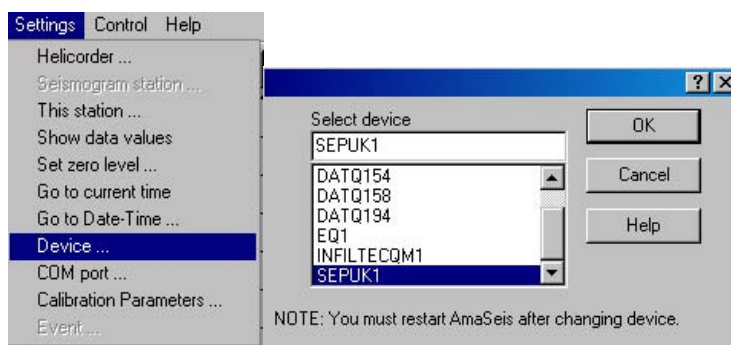 Settings Control Help
Helicorder ...
Seismogram station ...
This station ...
Show data values
Set zero level ...
Go to current time
Go to Date-Time ...
Device ...
COM port ...
Calibration Parameters ...
Event ...
Select device
SEPUK1
DATQ154
DATQ158
DATQ194
EQ1
INFILTECQM1
SEPUK1
OK
Cancel
Help
NOTE: You must restart AmaSeis after changing device.